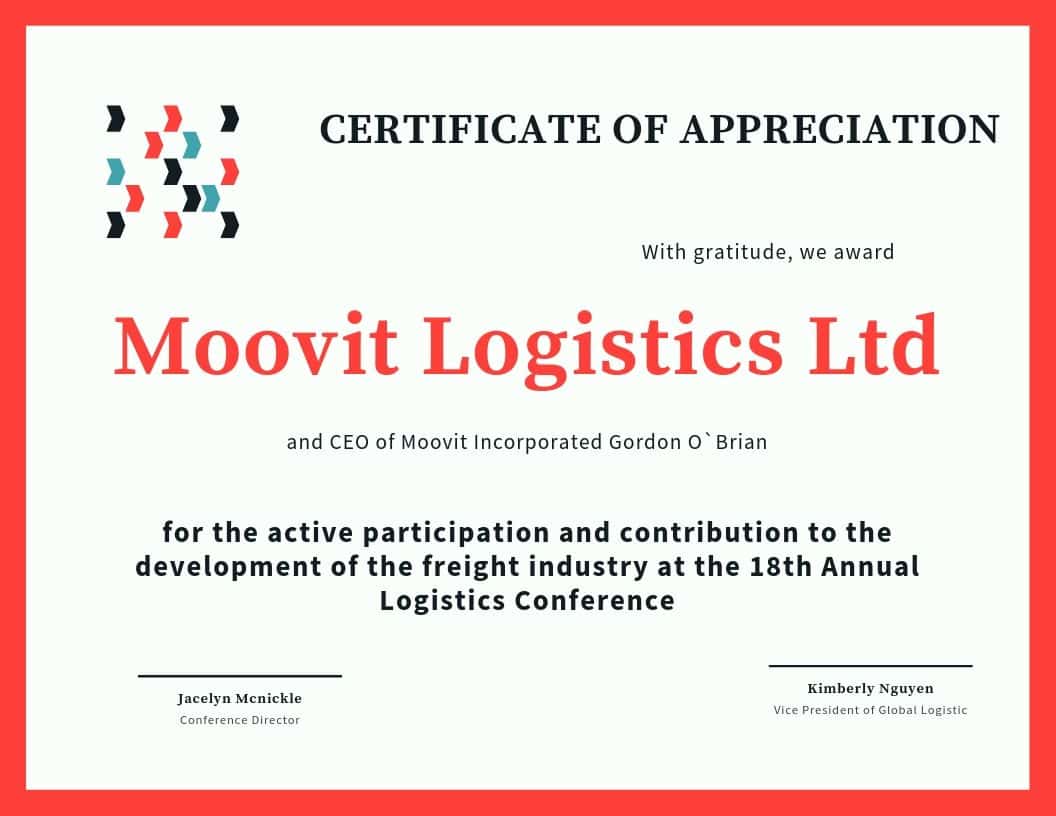 CERTIFICATE OF APPRECIATION
With gratitude, we award
Moovit Logistics Ltd
and CEO of Moovit Incorporated Gordon O`Brian
for the active participation and contribution to the
development of the freight industry at the 18th Annual
Logistics Conference
Jacelyn Mcnickle
Conference Director
Kimberly Nguyen
Vice President of Global Logistic